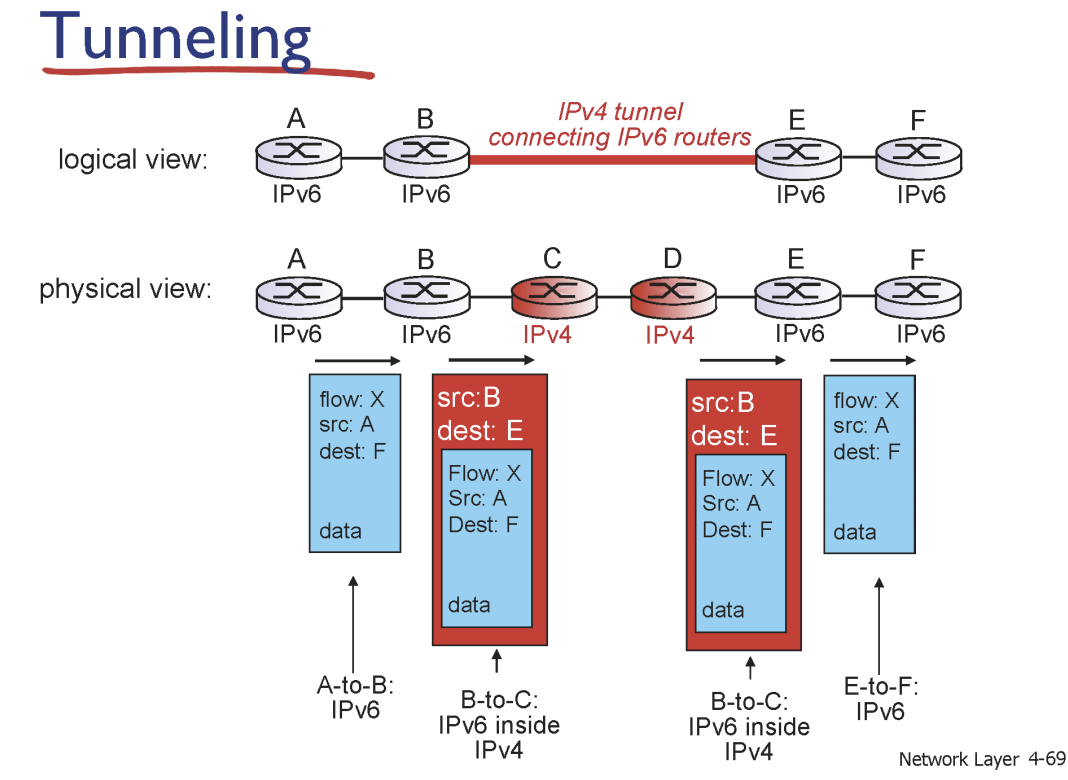 Tunneling
IPv4 tunnel
connecting IPv6 routers
A
B
E
F
logical view:
IPv6
IPv6
IPv6
IPv6
A
B
C
D
E
F
physical view:
IPv6
IPv6
IPv4
IPv4
IPv6
IPv6
flow: X
src: A
dest: F
data
src:B
dest: E
Flow: X
Src: A
Dest: F
data
src:B
dest: E
Flow: X
Src: A
Dest: F
data
flow: X
src: A
dest: F
data
A-to-B:
IPv6
B-to-C:
IPv6 inside
IPv4
B-to-C:
IPv6 inside
IPv4
E-to-F:
IPv6
Network Layer 4-69